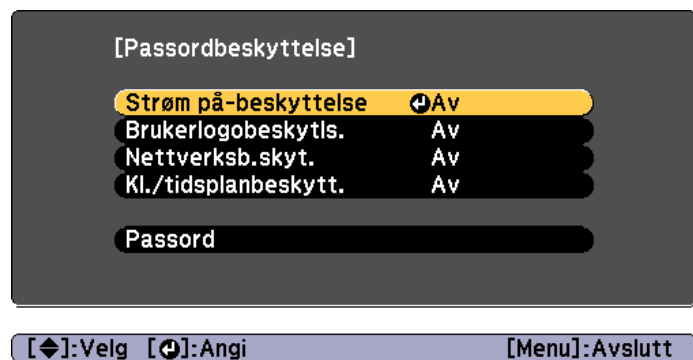 [Passordbeskyttelse]
Strøm på-beskyttelse Av
Brukerlogobeskytls. Av
Nettverksb.skyt. Av
Kl./tidsplanbeskytt. Av
Passord
[ ]:Velg [ ]:Angi [Menu]:Avslutt